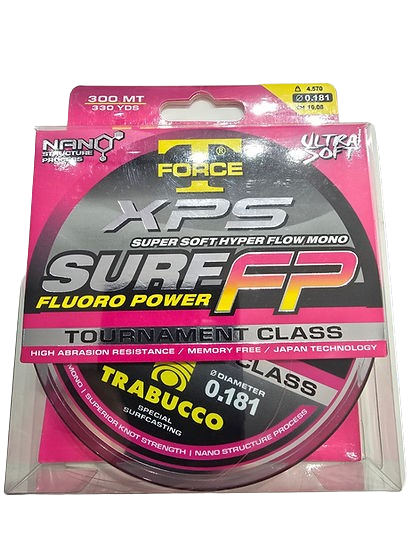 300 MT
330 YDS
4.570
Ø 0.181
NANO
STRUCTURE
PROCESS
T
FORCE®
ULTRA
SOFT
XPS
SUPER SOFT HYPER FLOW MONO
SURF FP
FLUORO POWER
TOURNAMENT CLASS
HIGH ABRASION RESISTANCE / MEMORY FREE / JAPAN TECHNOLOGY
CLASS
TRABUCCO
Ø DIAMETER
0.181
SPECIAL
SURFCASTING
MONO | SUPERIOR KNOT STRENGTH | NANO STRUCTURE PROCESS